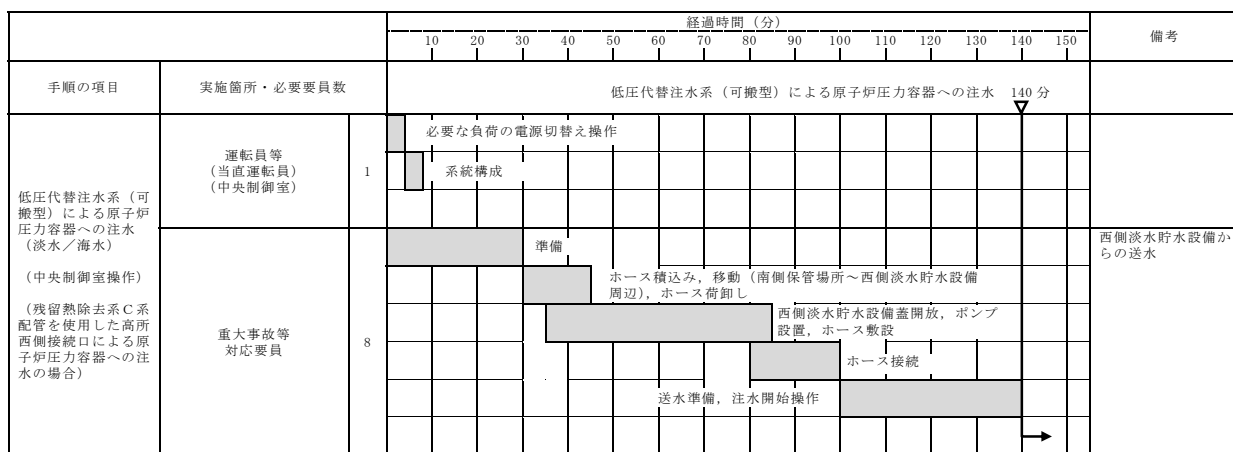 経過時間（分）
備考
10 20 30 40 50 60 70 80 90 100 110 120 130 140 150
手順の項目
実施箇所・必要要員数
低圧代替注水系（可搬型）による原子炉圧力容器への注水 140 分
低圧代替注水系（可
搬型）による原子炉
圧力容器への注水
（淡水／海水）
（中央制御室操作）
（残留熱除去系Ｃ系
配管を使用した高所
西側接続口による原
子炉圧力容器への注
水の場合）
運転員等
（当直運転員）
（中央制御室）
1
必要な負荷の電源切替え操作
系統構成
重大事故等
対応要員
8
準備
ホース積込み，移動（南側保管場所～西側淡水貯水設備
周辺），ホース荷卸し
西側淡水貯水設備蓋開放，ポンプ
設置，ホース敷設
ホース接続
送水準備，注水開始操作
西側淡水貯水設備か
らの送水